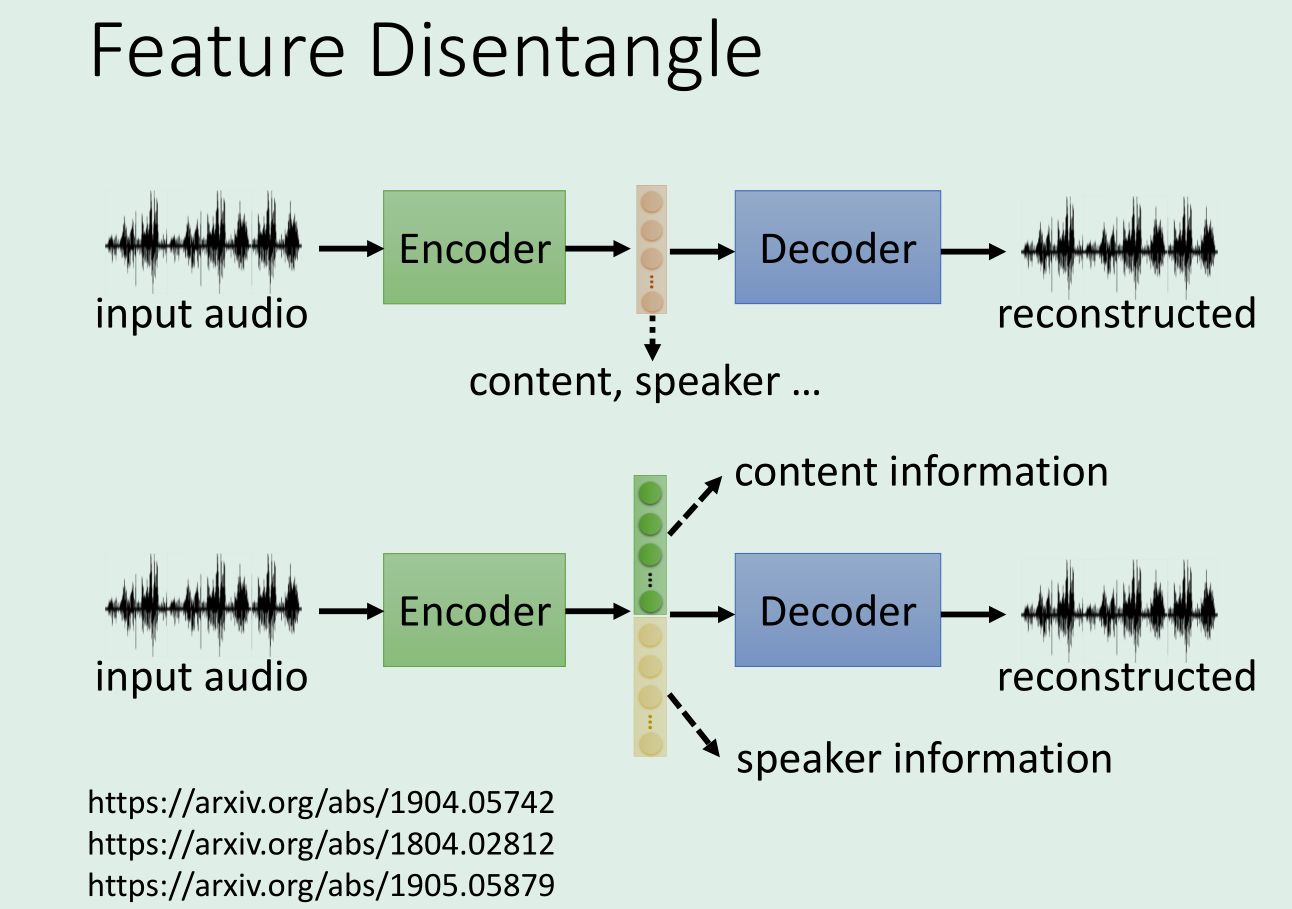 Feature Disentangle
Encoder
Decoder
input audio
reconstructed
content, speaker ...
content information
Encoder
Decoder
input audio
reconstructed
speaker information
https://arxiv.org/abs/1904.05742
https://arxiv.org/abs/1804.02812
https://arxiv.org/abs/1905.05879